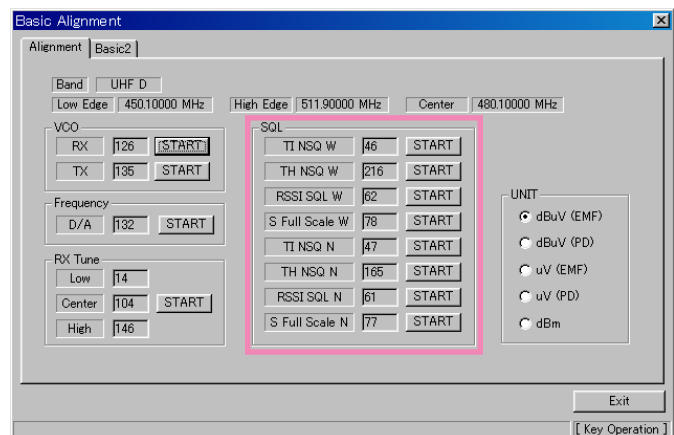 Basic Alignment
Alignment Basic2
Band UHF D
Low Edge 450.10000 MHz High Edge 511.90000 MHz Center 480.10000 MHz
VCO
RX 126 START
TX 135 START
Frequency
D/A 132 START
RX Tune
Low 14
Center 104 START
High 146
SQL
TI NSQ W 46 START
TH NSQ W 216 START
RSSI SQL W 62 START
S Full Scale W 78 START
TI NSQ N 47 START
TH NSQ N 165 START
RSSI SQL N 61 START
S Full Scale N 77 START
UNIT
dBuV (EMF)
dBuV (PD)
uV (EMF)
uV (PD)
dBm
Exit
[ Key Operation ]